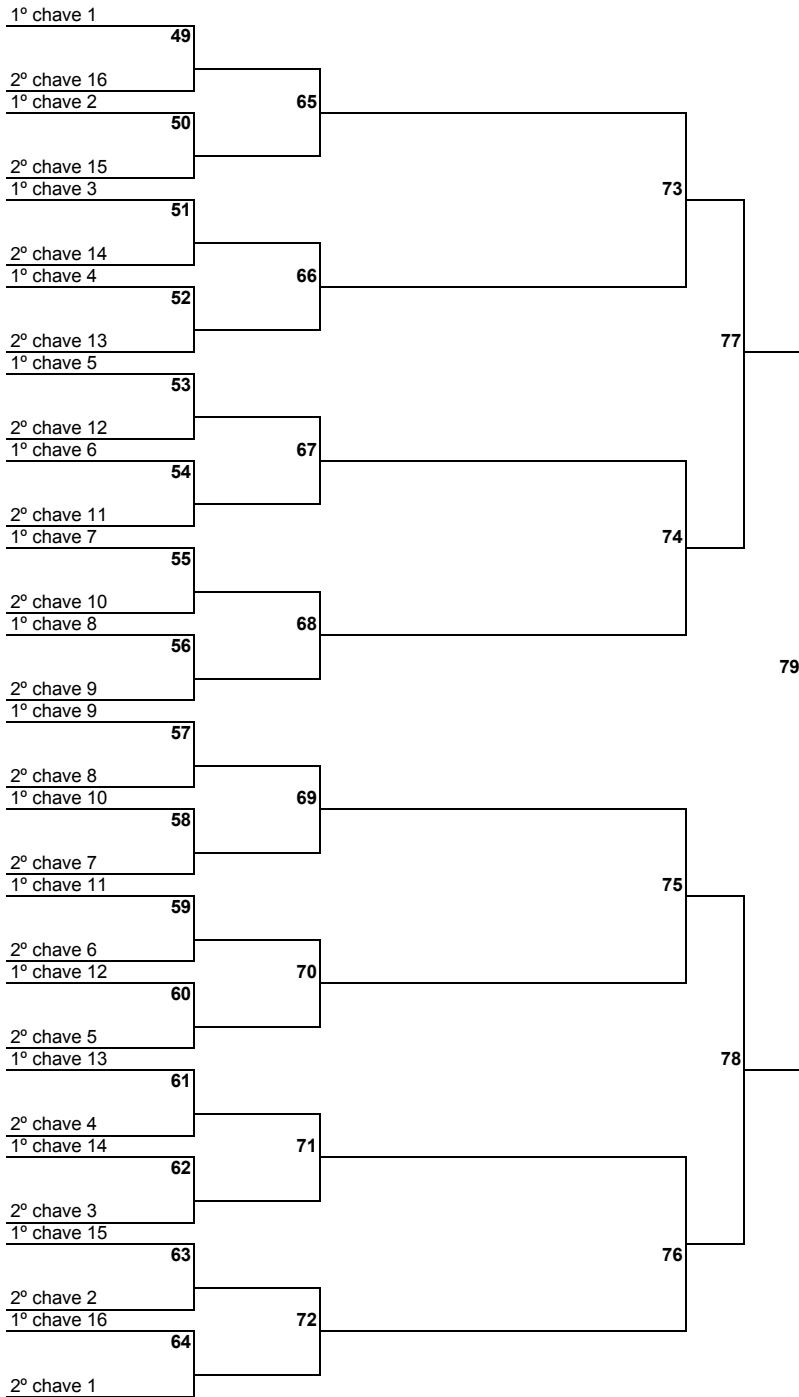 1º chave 1
49
2º chave 16
1º chave 2
65
50
2º chave 15
1º chave 3
73
51
2º chave 14
1º chave 4
66
52
2º chave 13
77
1º chave 5
53
2º chave 12
1º chave 6
67
54
2º chave 11
1º chave 7
74
55
2º chave 10
1º chave 8
68
56
79
2º chave 9
1º chave 9
57
2º chave 8
1º chave 10
69
58
2º chave 7
1º chave 11
75
59
2º chave 6
1º chave 12
70
60
2º chave 5
1º chave 13
78
61
2º chave 4
1º chave 14
71
62
2º chave 3
1º chave 15
63
76
2º chave 2
1º chave 16
72
64
2º chave 1